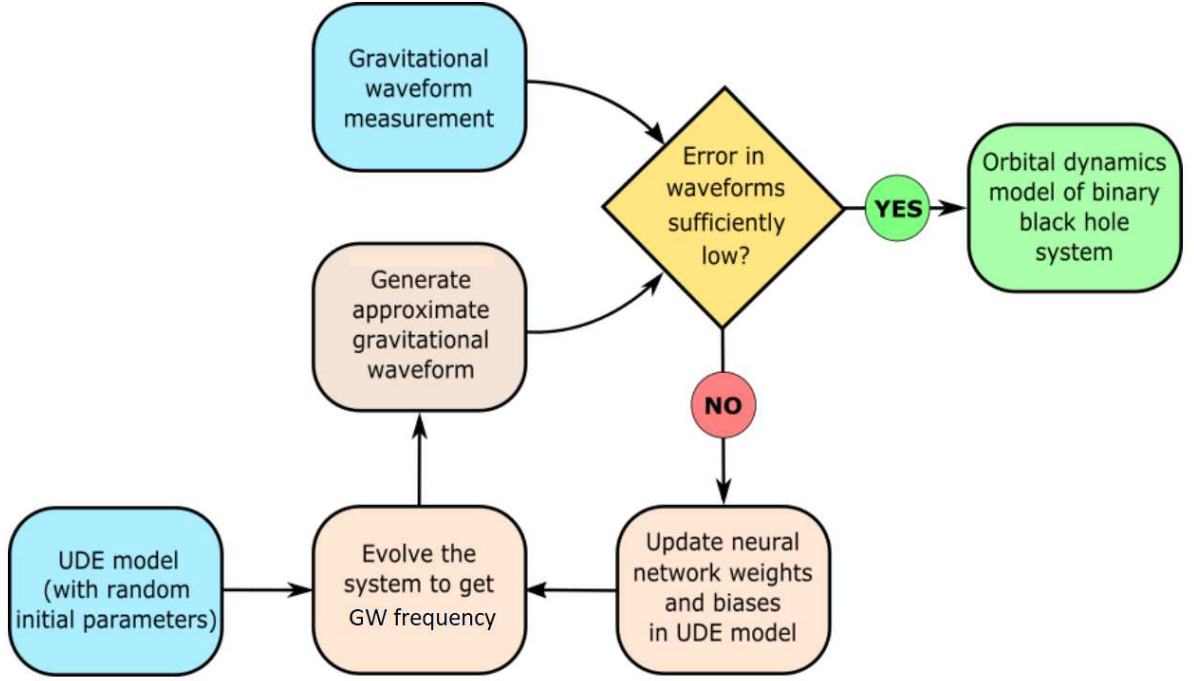 Gravitational
waveform
measurement
Error in
waveforms
sufficiently
low?
YES
Orbital dynamics
model of binary
black hole
system
Generate
approximate
gravitational
waveform
NO
UDE model
(with random
initial parameters)
Evolve the
system to get
GW frequency
Update neural
network weights
and biases
in UDE model